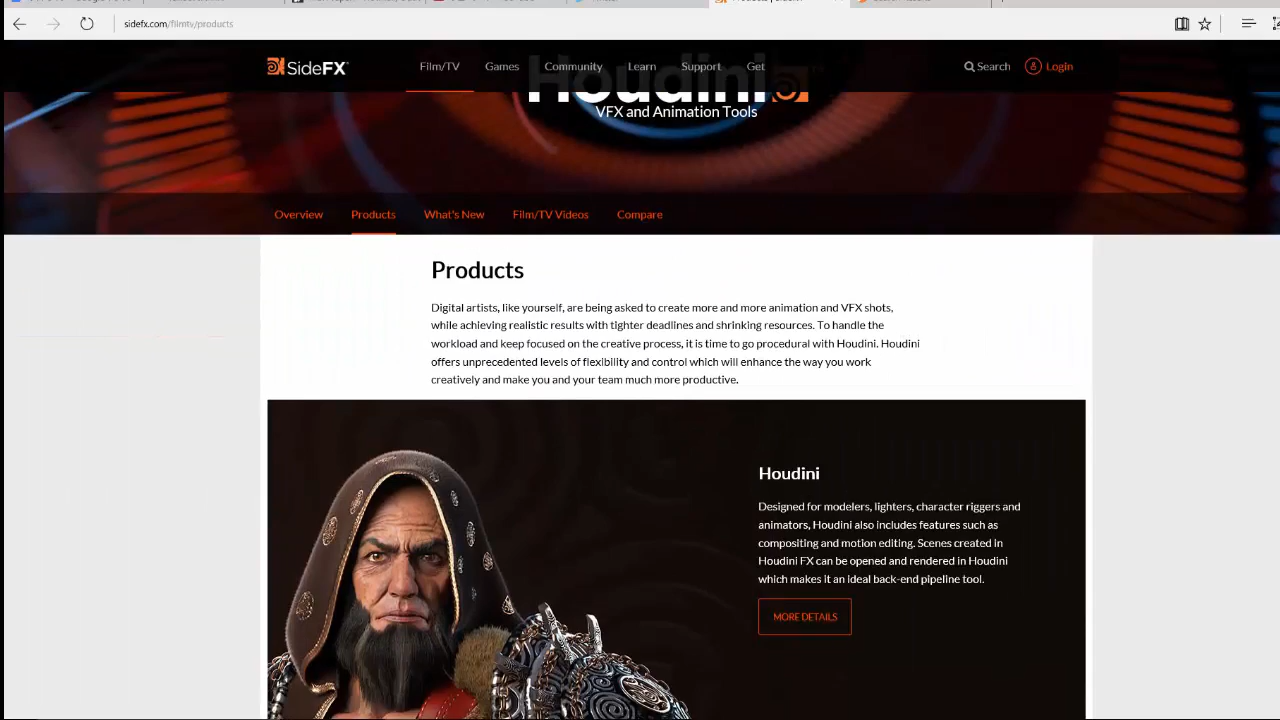 sidefx.com/filmtv/products
SideFX
Film/TV
Games
Community
Learn
Support
Get
Search
Login
Houdini
VFX and Animation Tools
Overview
Products
What's New
Film/TV Videos
Compare
Products
Digital artists, like yourself, are being asked to create more and more animation and VFX shots,
while achieving realistic results with tighter deadlines and shrinking resources. To handle the
workload and keep focused on the creative process, it is time to go procedural with Houdini. Houdini
offers unprecedented levels of flexibility and control which will enhance the way you work
creatively and make you and your team much more productive.
Houdini
Designed for modelers, lighters, character riggers and
animators, Houdini also includes features such as
compositing and motion editing. Scenes created in
Houdini FX can be opened and rendered in Houdini
which makes it an ideal back-end pipeline tool.
MORE DETAILS